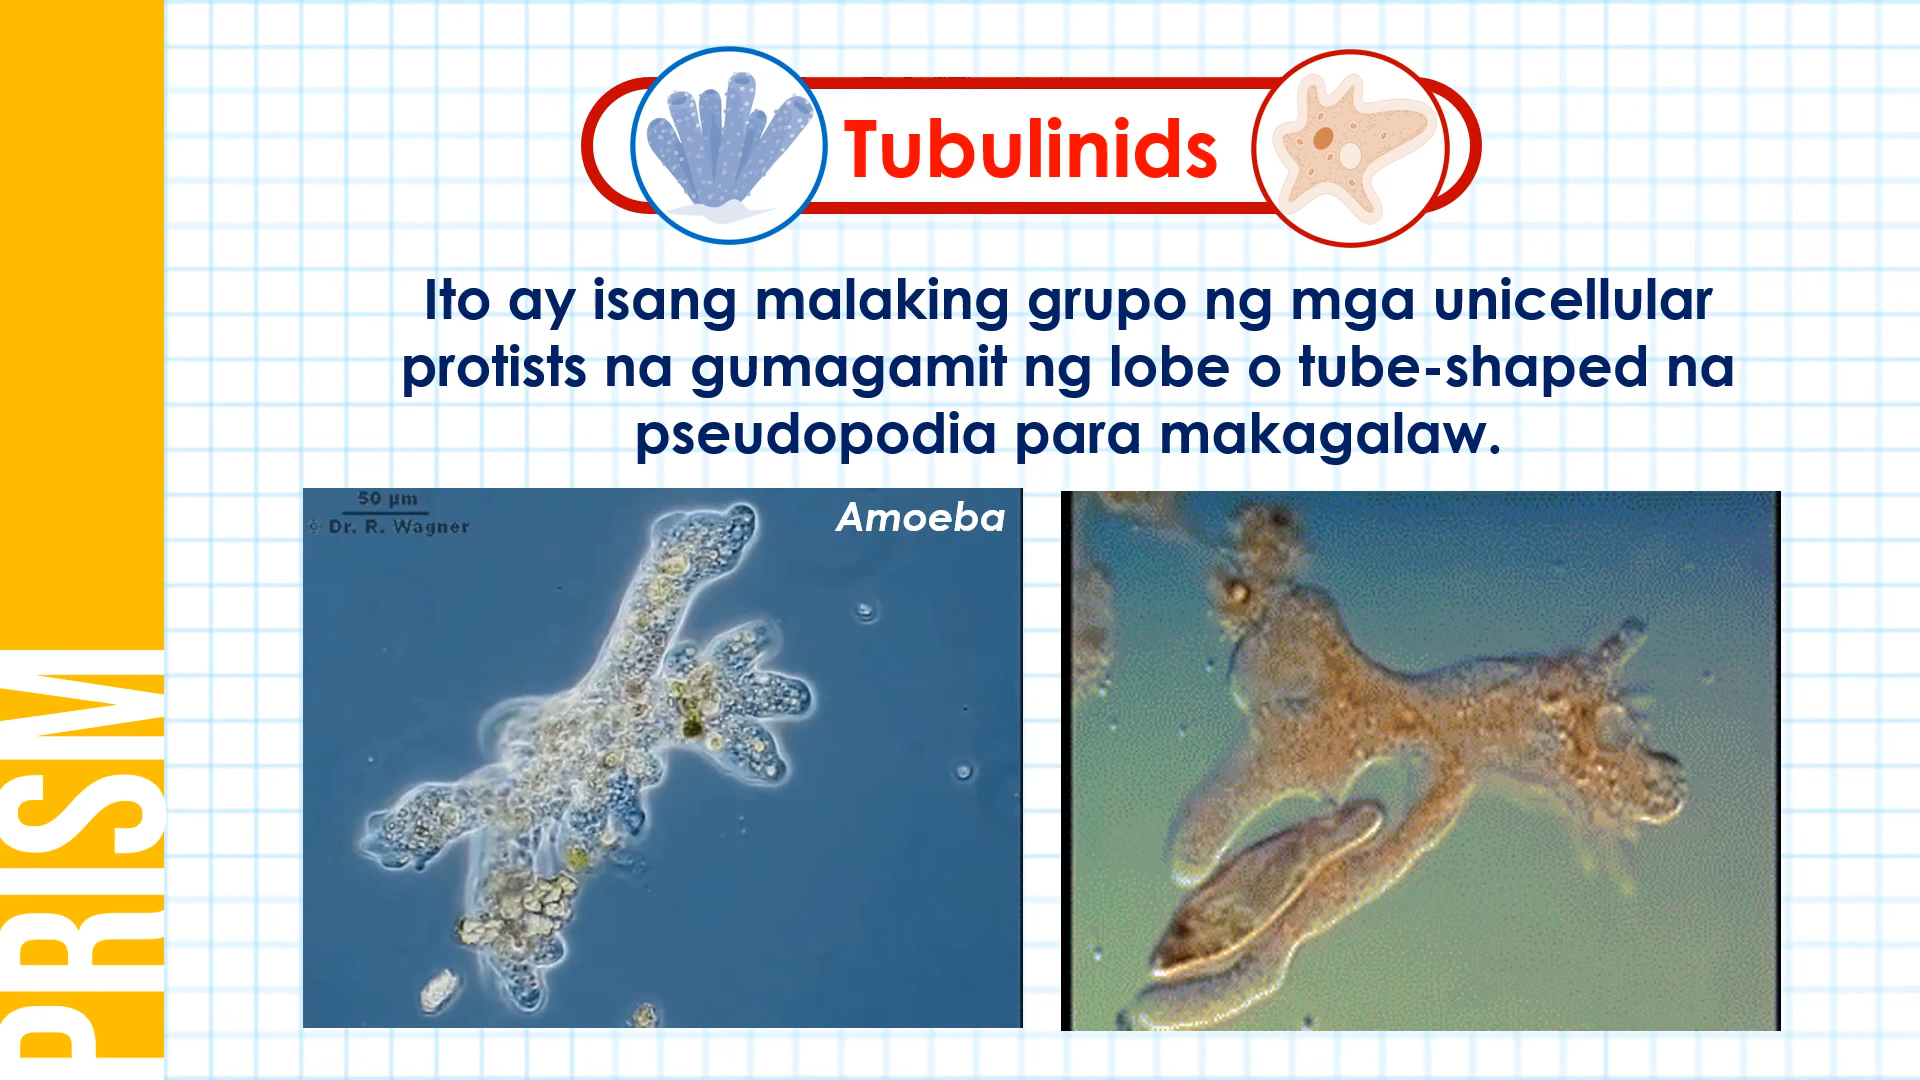 Tubulinids
Ito ay isang malaking grupo ng mga unicellular
protists na gumagamit ng lobe o tube-shaped na
pseudopodia para makagalaw.
50 µm
Dr. R. Wagner
Amoeba
PRISM